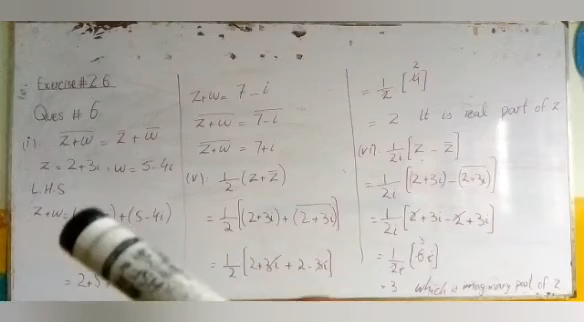 Exercise # 2.6
Ques # 6
(i) \overline{z+w} = \overline{z} + \overline{w}
z = 2+3i, w = 5-4i
L.H.S
z+w = +(5-4i)
= 2+3
z+w = 7-i
\overline{z+w} = \overline{7-i}
\overline{z+w} = 7+i
(v) \frac{1}{2} (z+\overline{z})
= \frac{1}{2} [(2+3i) + (\overline{2+3i})]
= \frac{1}{2} [2+3i + 2-3i]
= \frac{1}{2} [4] 2
= 2 It is real part of z
(vi) \frac{1}{2i} [z - \overline{z}]
= \frac{1}{2i} [(2+3i) - (\overline{2+3i})]
= \frac{1}{2i} [2+3i-2+3i]
= \frac{1}{2i} [6i] 3
= 3 which is imaginary part of z